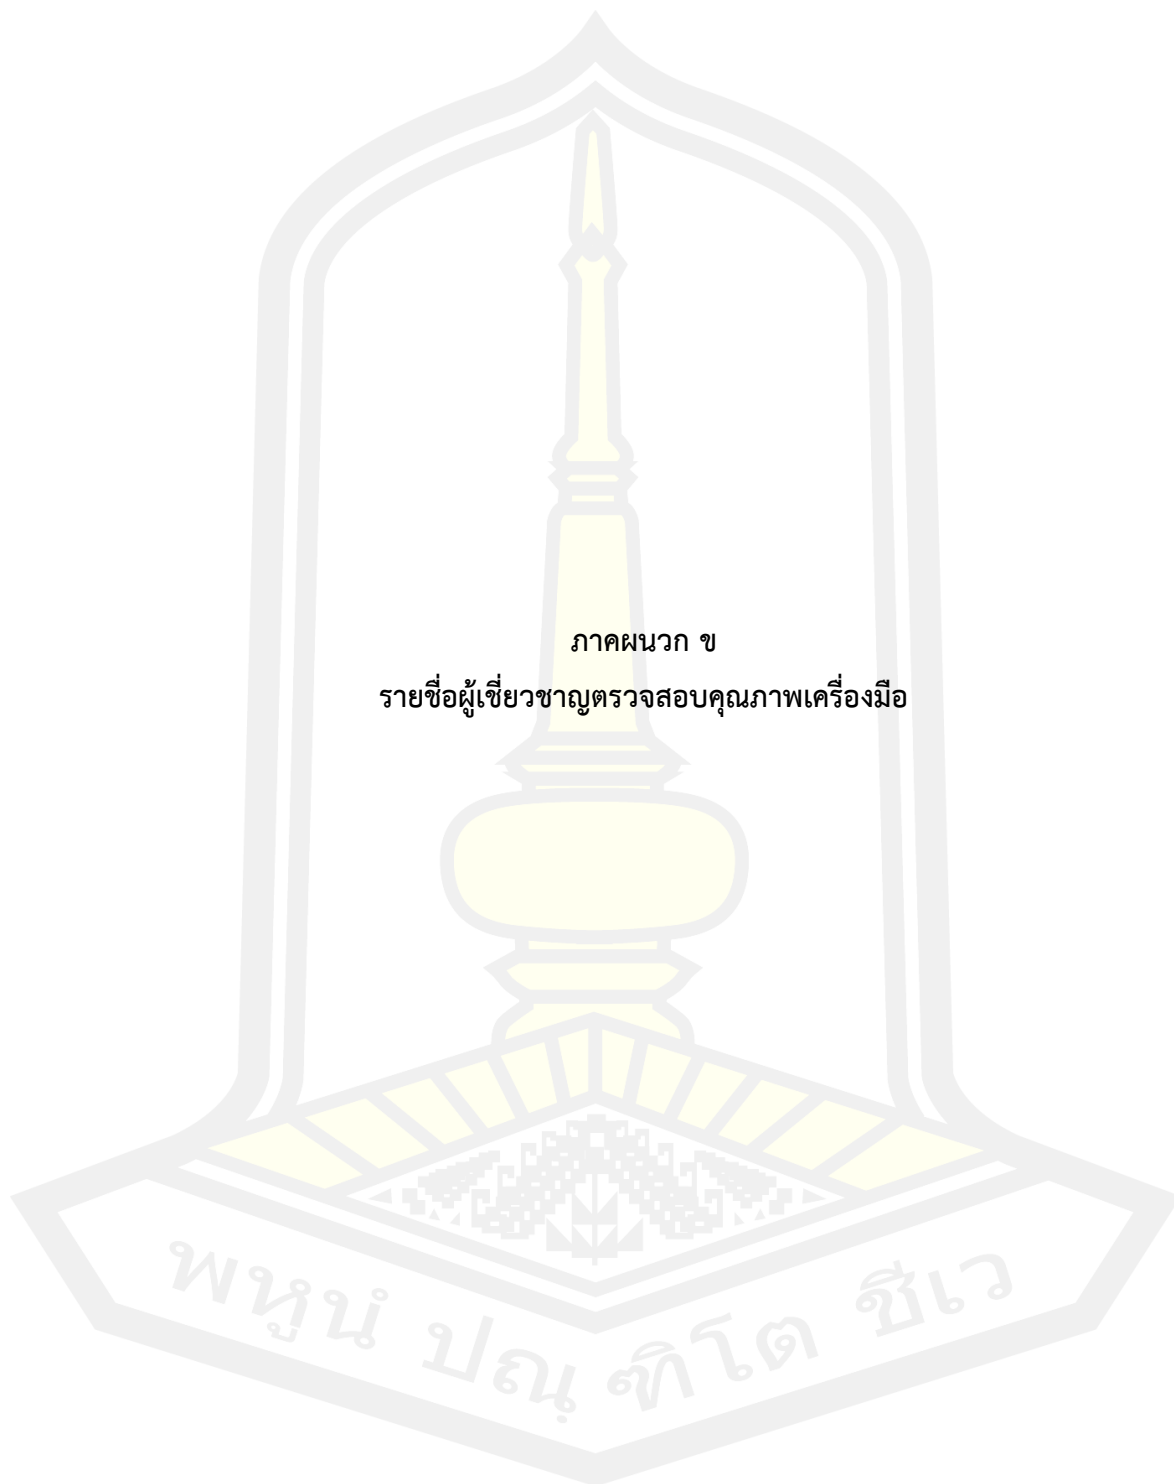 ภาคผนวก ข
รายชื่อผู้เชี่ยวชาญตรวจสอบคุณภาพเครื่องมือ
พหูนํ ปณฺฑิโต ชีเว